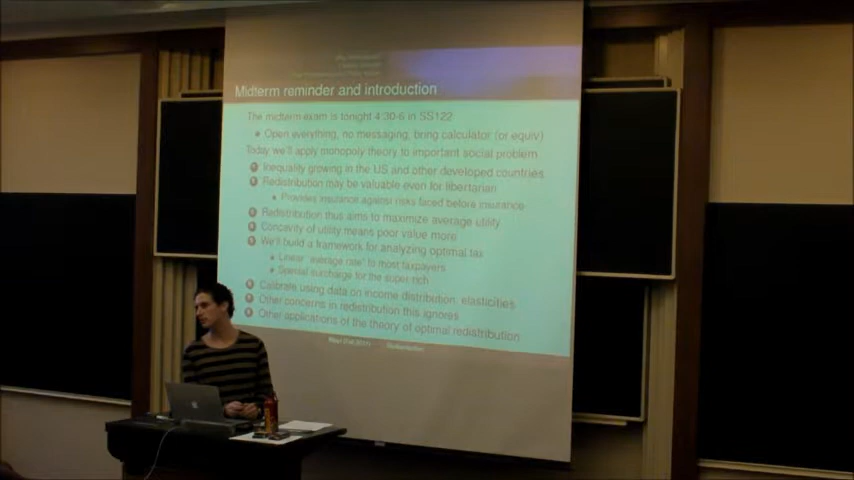 Midterm reminder and introduction
The midterm exam is tonight 4:30-6 in SS122
Open everything, no messaging, bring calculator (or equiv)
Today we'll apply monopoly theory to important social problem
Inequality growing in the US and other developed countries
Redistribution may be valuable even for libertarian
Provides insurance against risks faced before insurance
Redistribution thus aims to maximize average utility
Concavity of utility means poor value more
We'll build a framework for analyzing optimal tax
Linear "average rate" to most taxpayers
Special surcharge for the super-rich
Calibrate using data on income distribution, elasticities
Other concerns in redistribution this ignores
Other applications of the theory of optimal redistribution